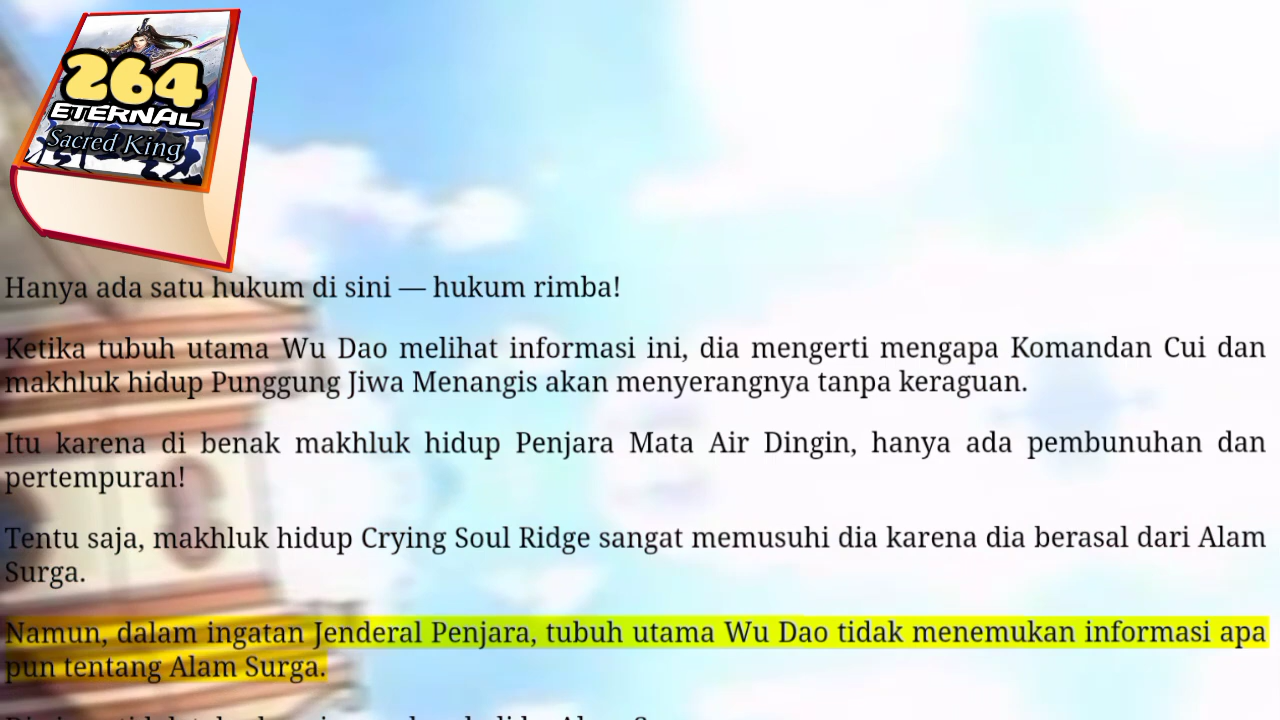 264
ETERNAL
Sacred King
Hanya ada satu hukum di sini — hukum rimba!
Ketika tubuh utama Wu Dao melihat informasi ini, dia mengerti mengapa Komandan Cui dan
makhluk hidup Punggung Jiwa Menangis akan menyerangnya tanpa keraguan.
Itu karena di benak makhluk hidup Penjara Mata Air Dingin, hanya ada pembunuhan dan
pertempuran!
Tentu saja, makhluk hidup Crying Soul Ridge sangat memusuhi dia karena dia berasal dari Alam
Surga.
Namun, dalam ingatan Jenderal Penjara, tubuh utama Wu Dao tidak menemukan informasi apa
pun tentang Alam Surga.